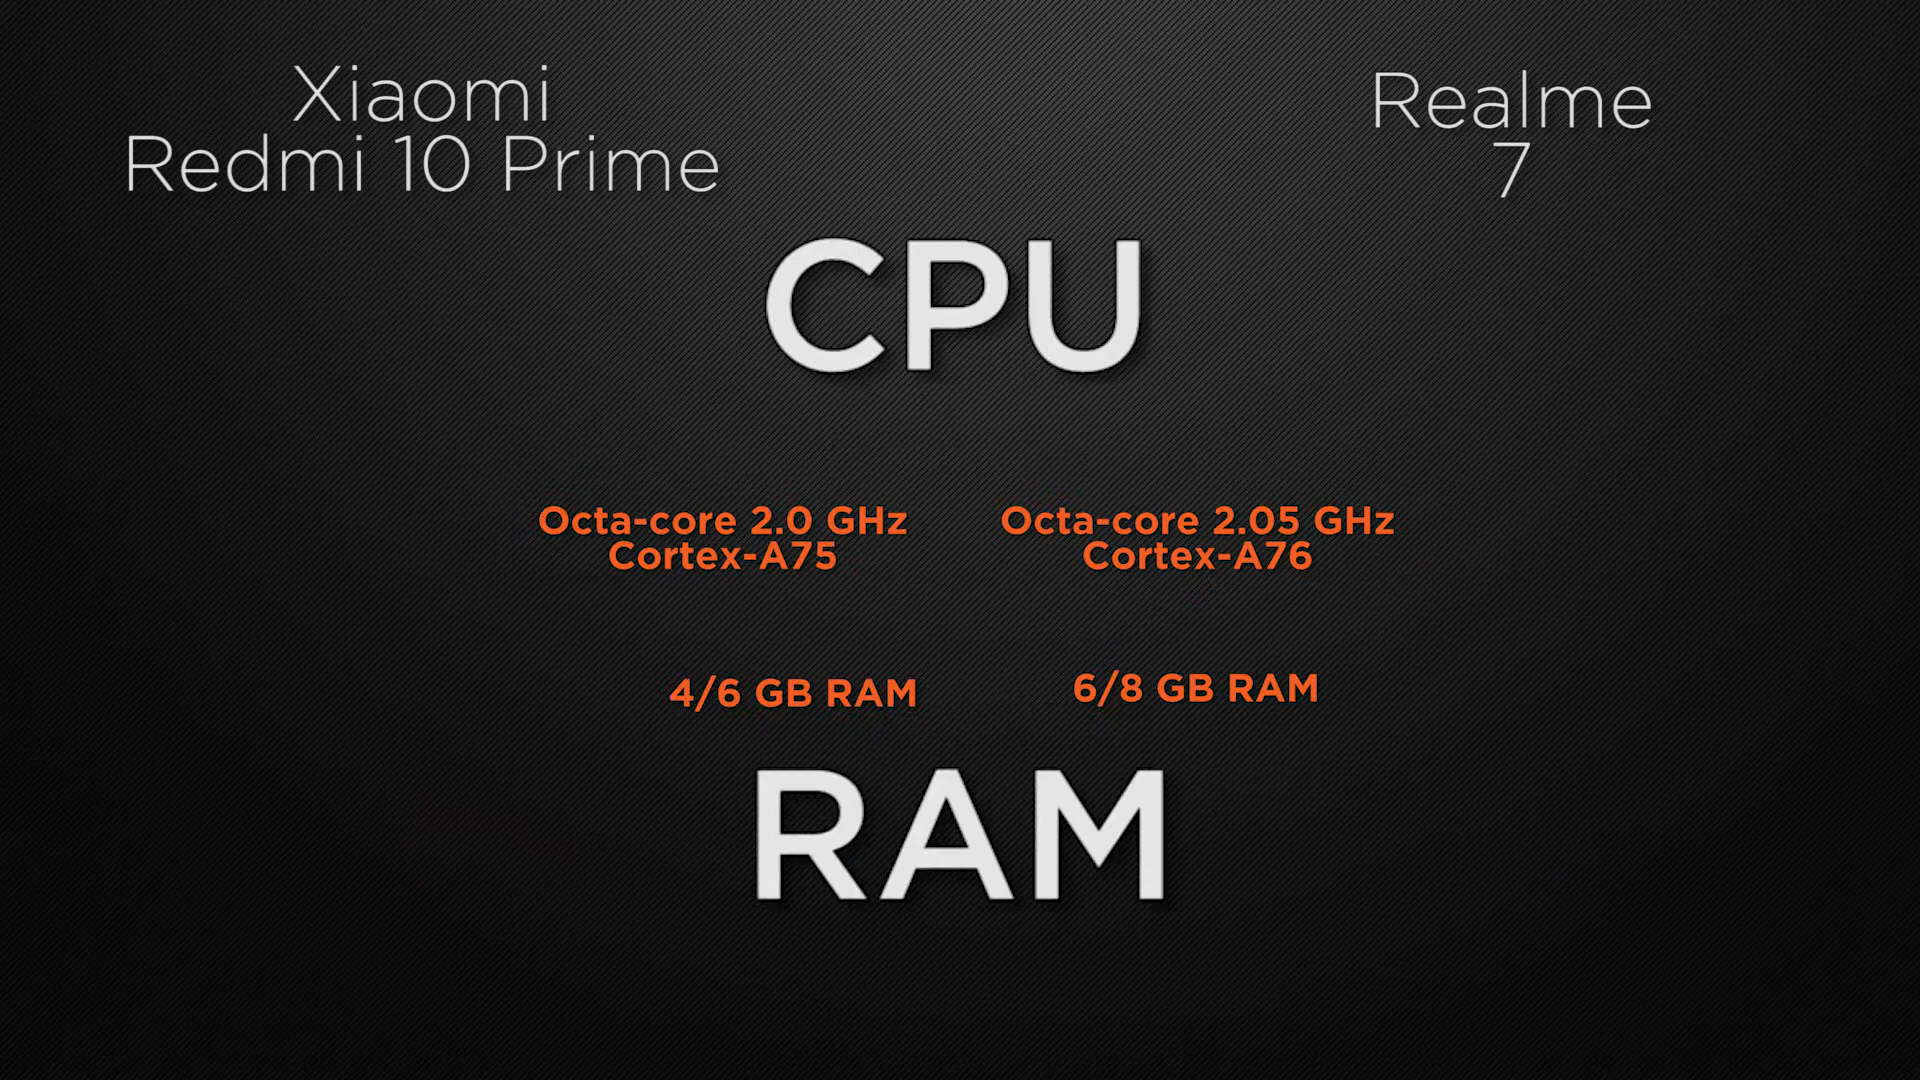 Xiaomi
Redmi 10 Prime
Realme
7
CPU
Octa-core 2.0 GHz
Cortex-A75
Octa-core 2.05 GHz
Cortex-A76
4/6 GB RAM
6/8 GB RAM
RAM